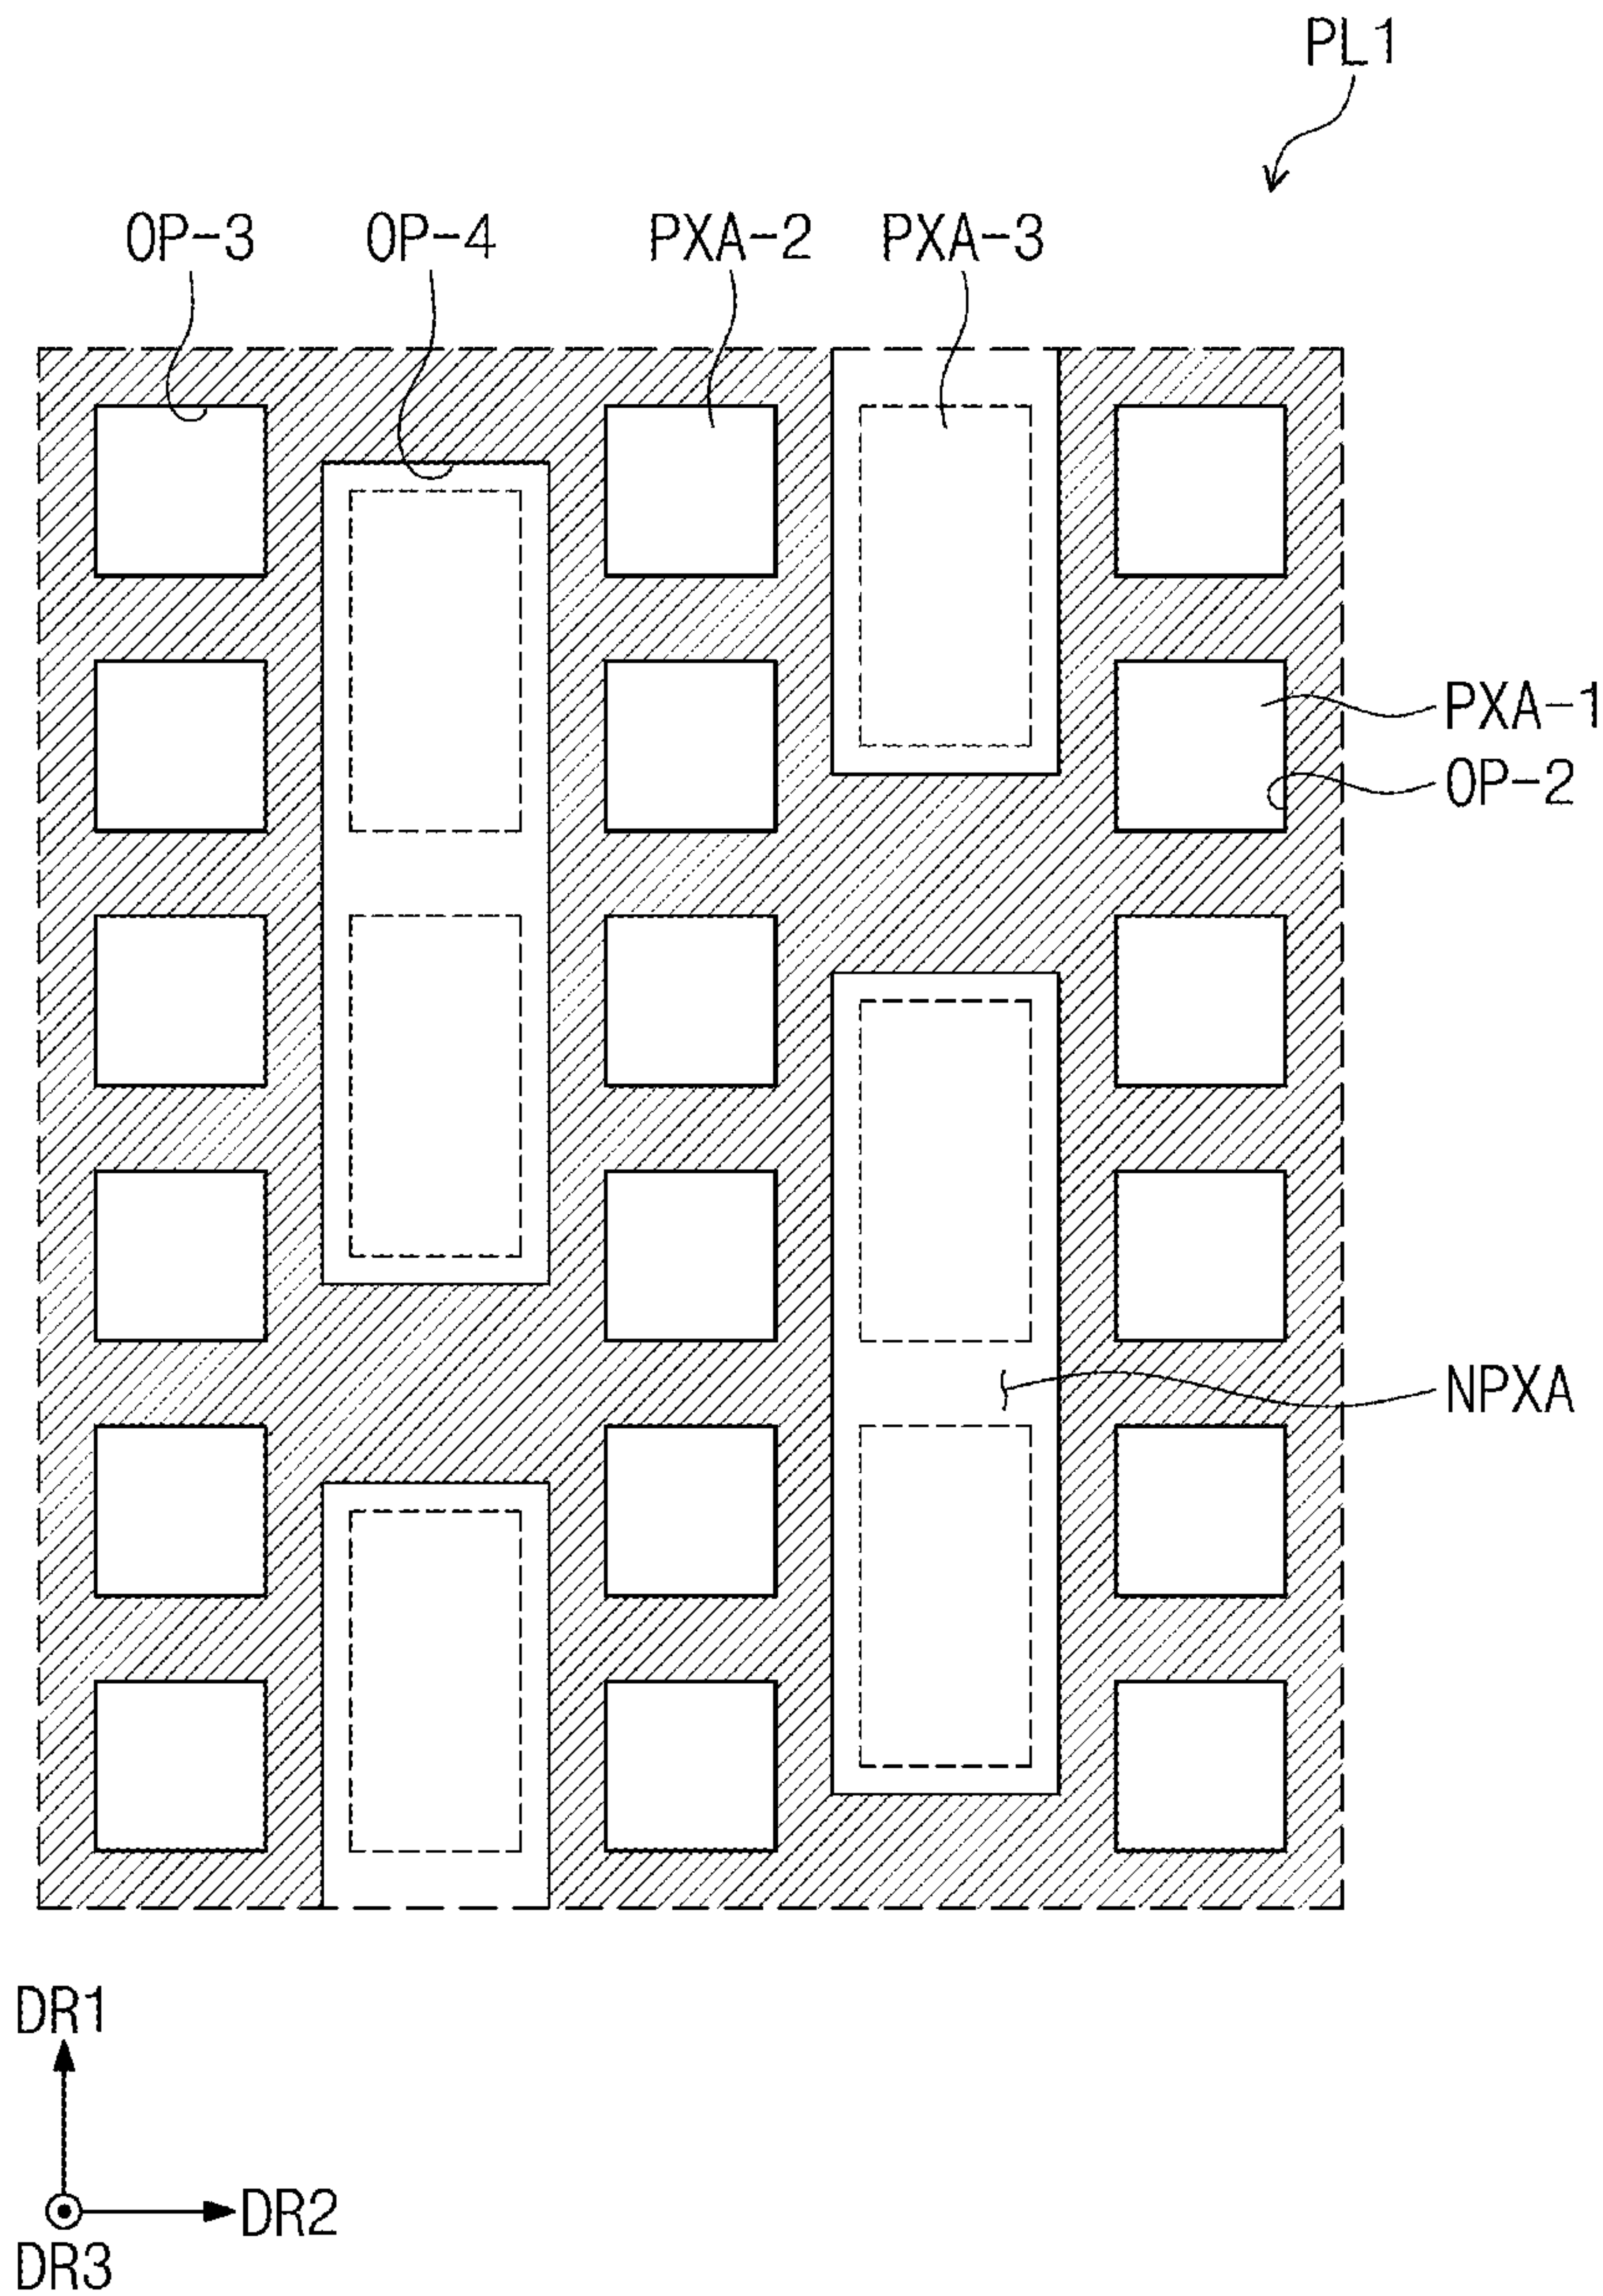 PL1
OP-3 OP-4 PXA-2 PXA-3
PXA-1
OP-2
NPXA
DR1
DR2
DR3